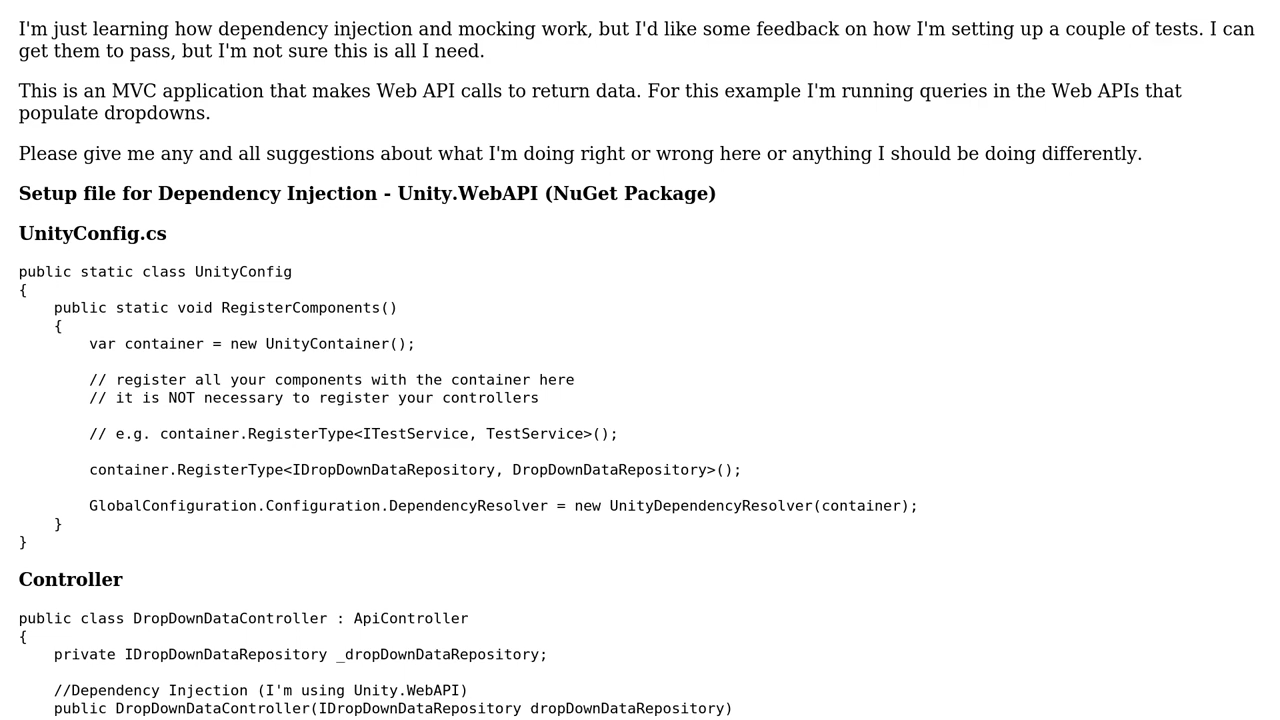 I'm just learning how dependency injection and mocking work, but I'd like some feedback on how I'm setting up a couple of tests. I can
get them to pass, but I'm not sure this is all I need.
This is an MVC application that makes Web API calls to return data. For this example I'm running queries in the Web APIs that
populate dropdowns.
Please give me any and all suggestions about what I'm doing right or wrong here or anything I should be doing differently.
Setup file for Dependency Injection - Unity.WebAPI (NuGet Package)
UnityConfig.cs
public static class UnityConfig
{
    public static void RegisterComponents()
    {
        var container = new UnityContainer();
        // register all your components with the container here
        // it is NOT necessary to register your controllers
        // e.g. container.RegisterType<ITestService, TestService>();
        container.RegisterType<IDropDownDataRepository, DropDownDataRepository>();
        GlobalConfiguration.Configuration.DependencyResolver = new UnityDependencyResolver(container);
    }
}
Controller
public class DropDownDataController : ApiController
{
    private IDropDownDataRepository _dropDownDataRepository;
    //Dependency Injection (I'm using Unity.WebAPI)
    public DropDownDataController(IDropDownDataRepository dropDownDataRepository)